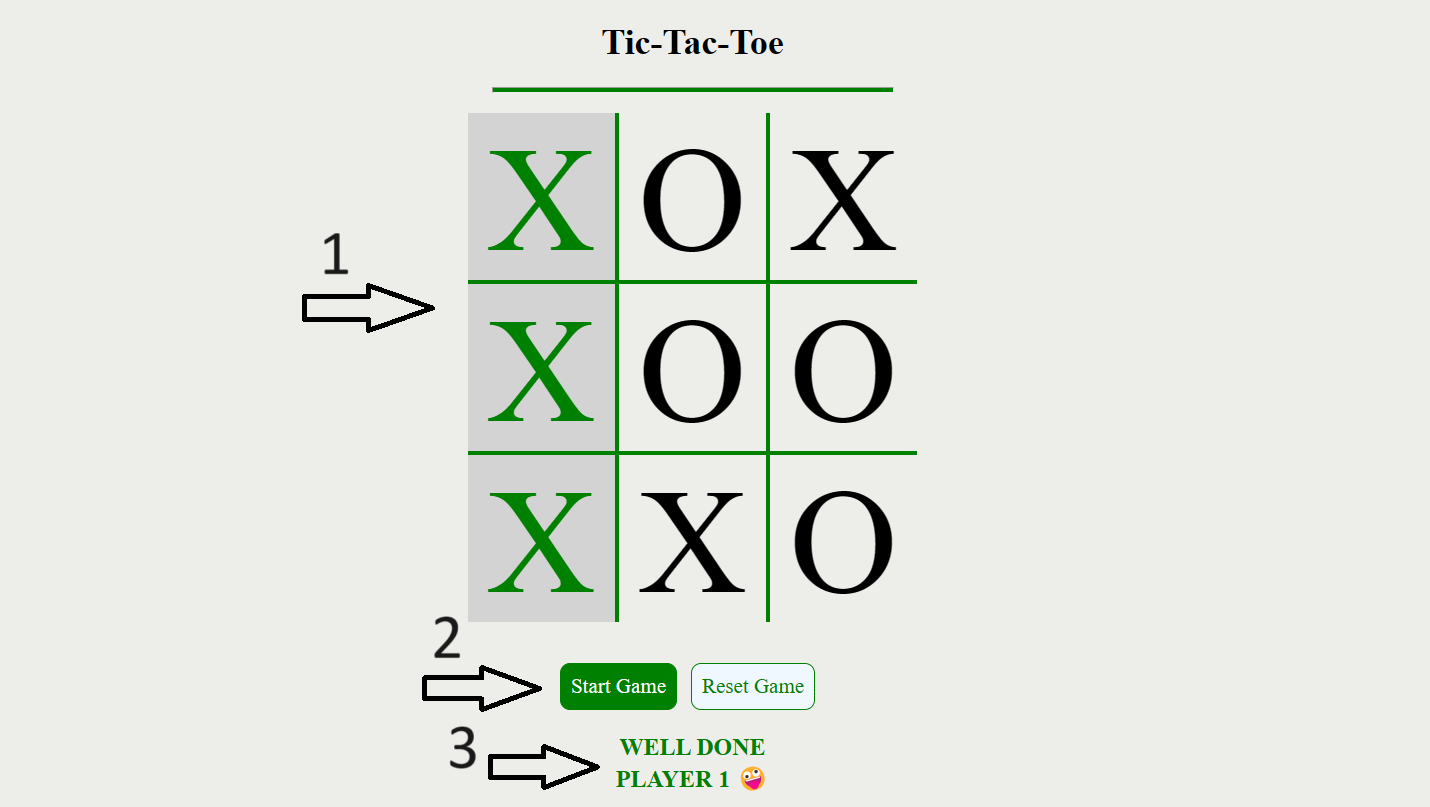 Tic-Tac-Toe
X O X
1
X O O
X X O
2
Start Game Reset Game
3
WELL DONE
PLAYER 1 🤪